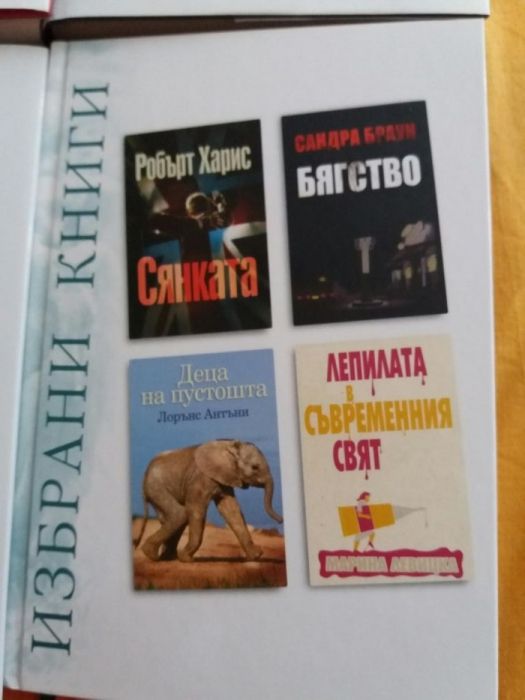 ИЗБРАНИ КНИГИ
Робърт Харис
Сянката
САНДРА БРАУН
БЯГСТВО
Деца
на пустошта
Лорънс Антъни
ЛЕПИЛАТА
В
СЪВРЕМЕННИЯ
СВЯТ
МАРИНА ЛЕВИЦКА